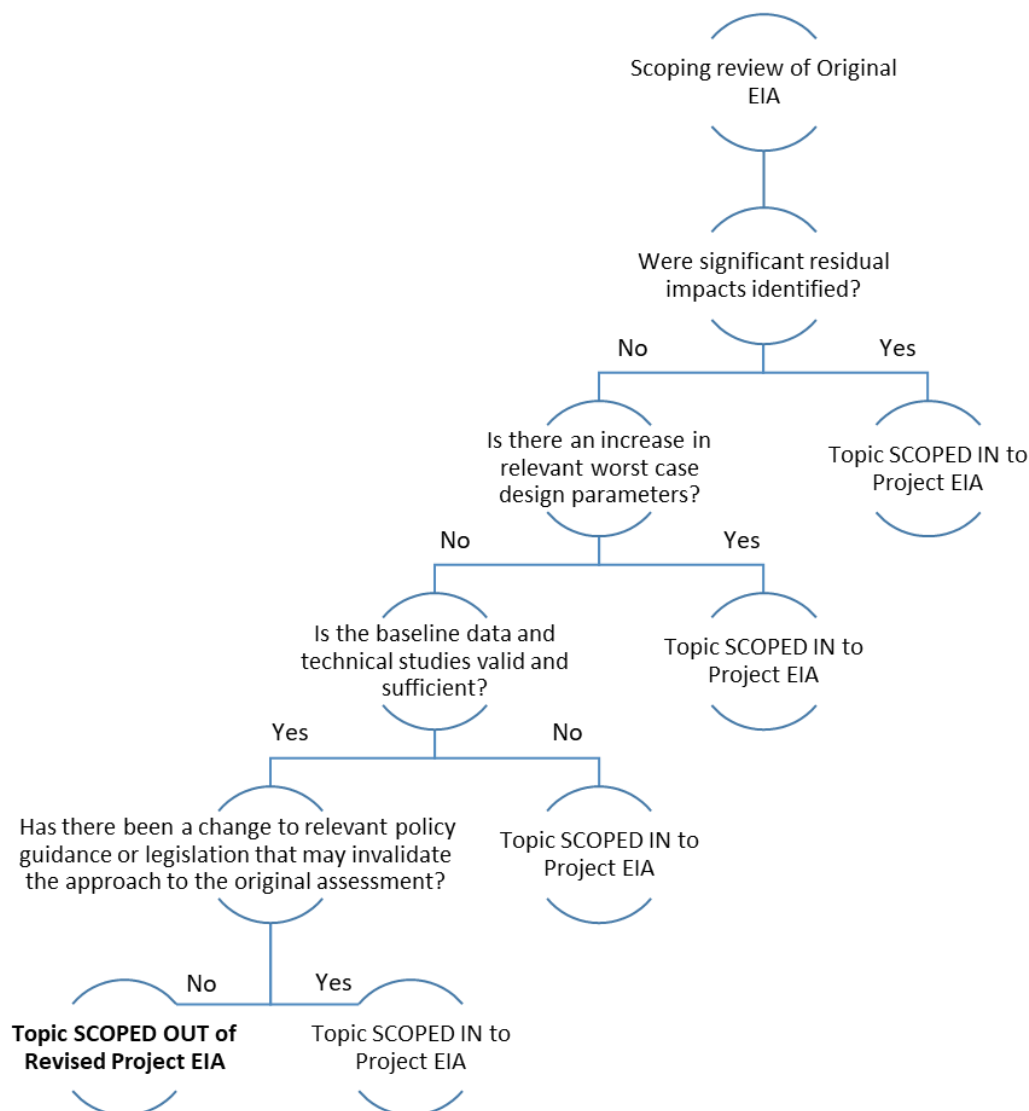 Scoping review of Original
EIA
Were significant residual
impacts identified?
No
Yes
Is there an increase in
relevant worst case
design parameters?
Topic SCOPED IN to
Project EIA
No
Yes
Is the baseline data and
technical studies valid and
sufficient?
Topic SCOPED IN to
Project EIA
Yes
No
Has there been a change to relevant policy
guidance or legislation that may invalidate
the approach to the original assessment?
Topic SCOPED IN to
Project EIA
No
Yes
Topic SCOPED OUT of
Revised Project EIA
Topic SCOPED IN to
Project EIA